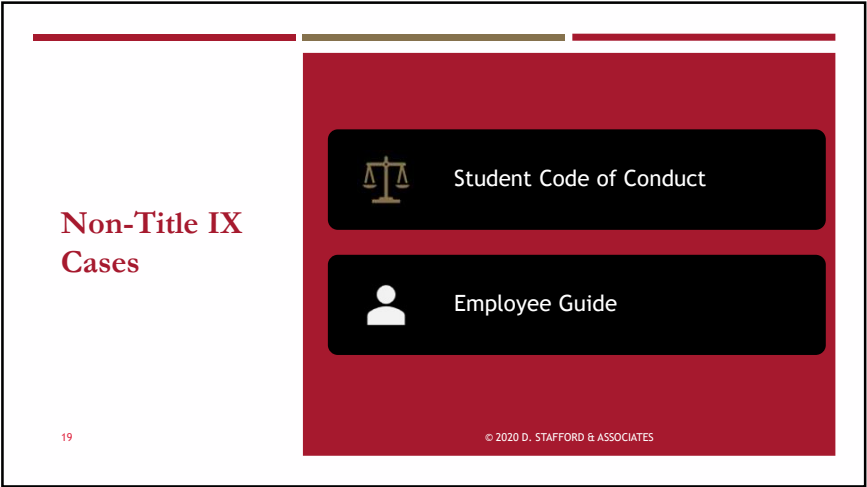 Non-Title IX
Cases
Student Code of Conduct
Employee Guide
19
© 2020 D. STAFFORD & ASSOCIATES